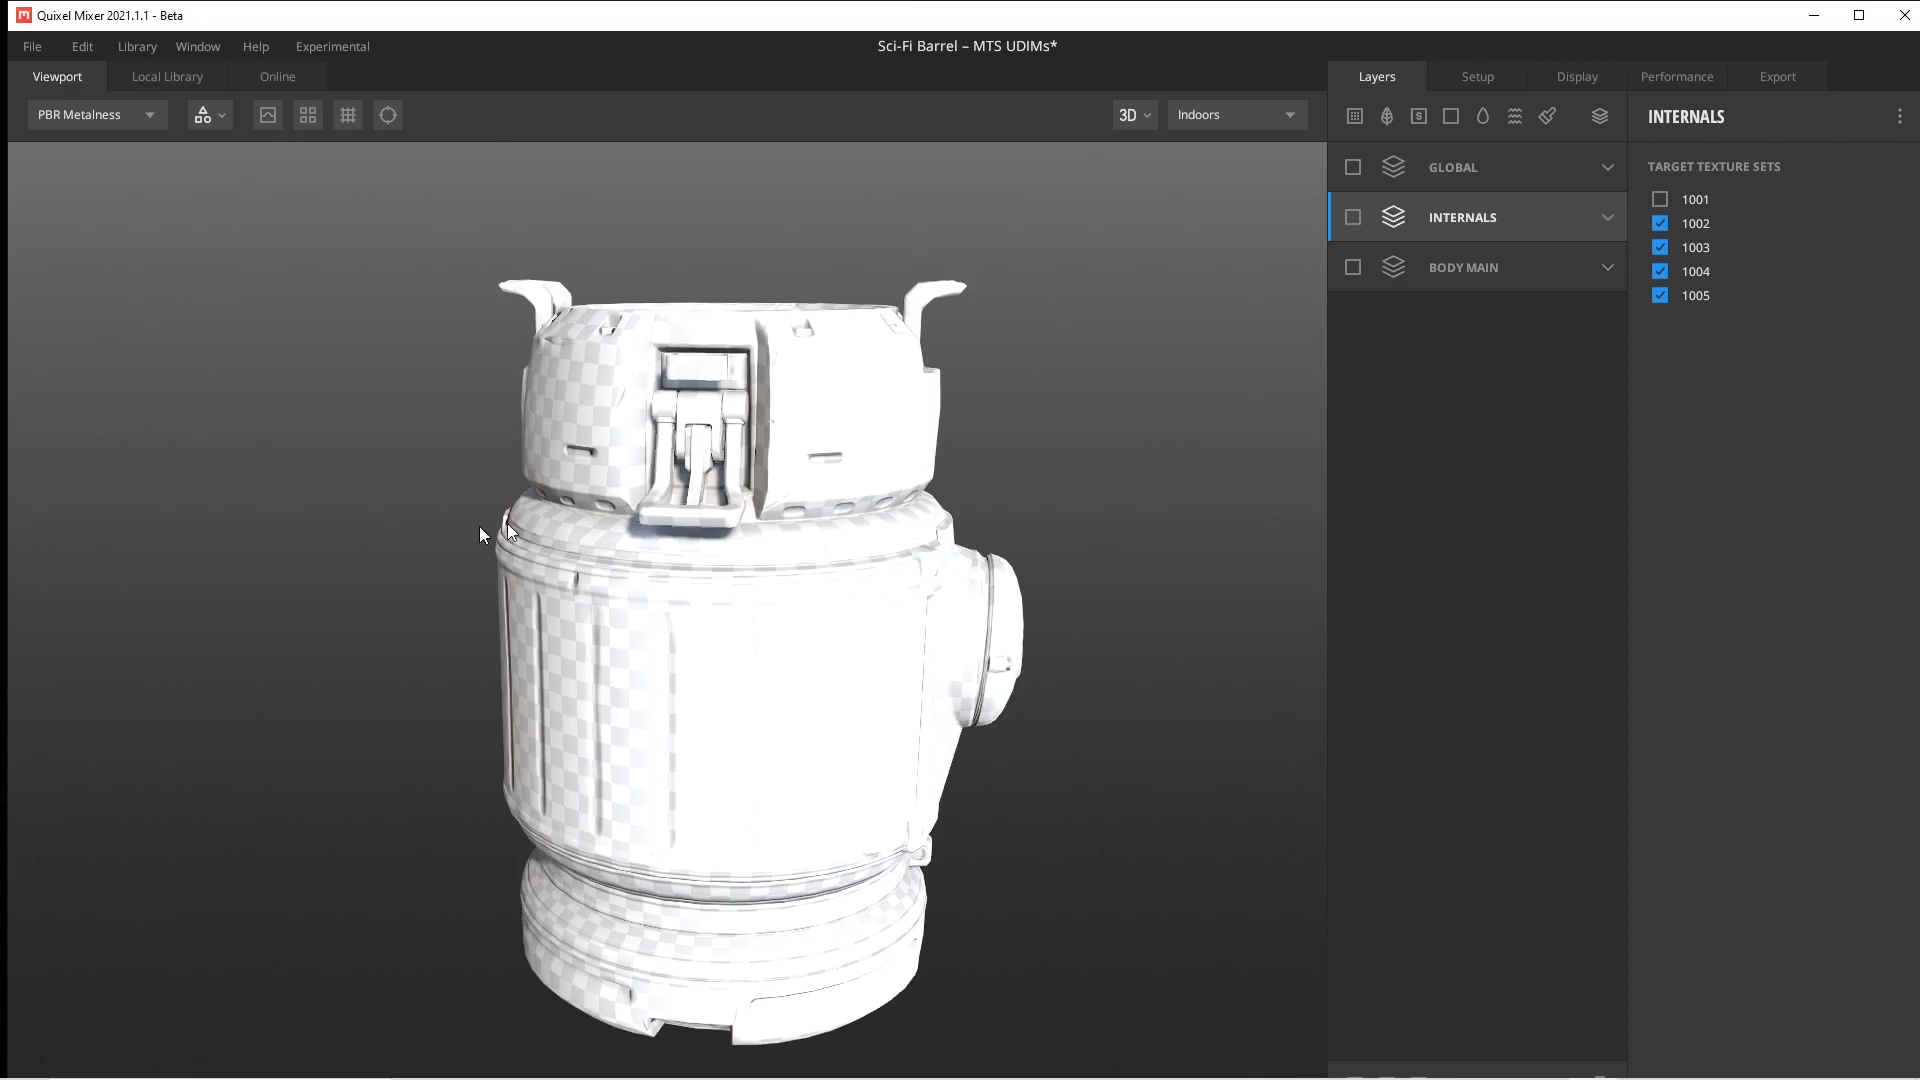 Quixel Mixer 2021.1.1 - Beta
File Edit Library Window Help Experimental
Sci-Fi Barrel – MTS UDIMs*
Viewport Local Library Online
Layers Setup Display Performance Export
PBR Metalness
3D
Indoors
S
INTERNALS
GLOBAL
INTERNALS
BODY MAIN
TARGET TEXTURE SETS
1001
1002
1003
1004
1005